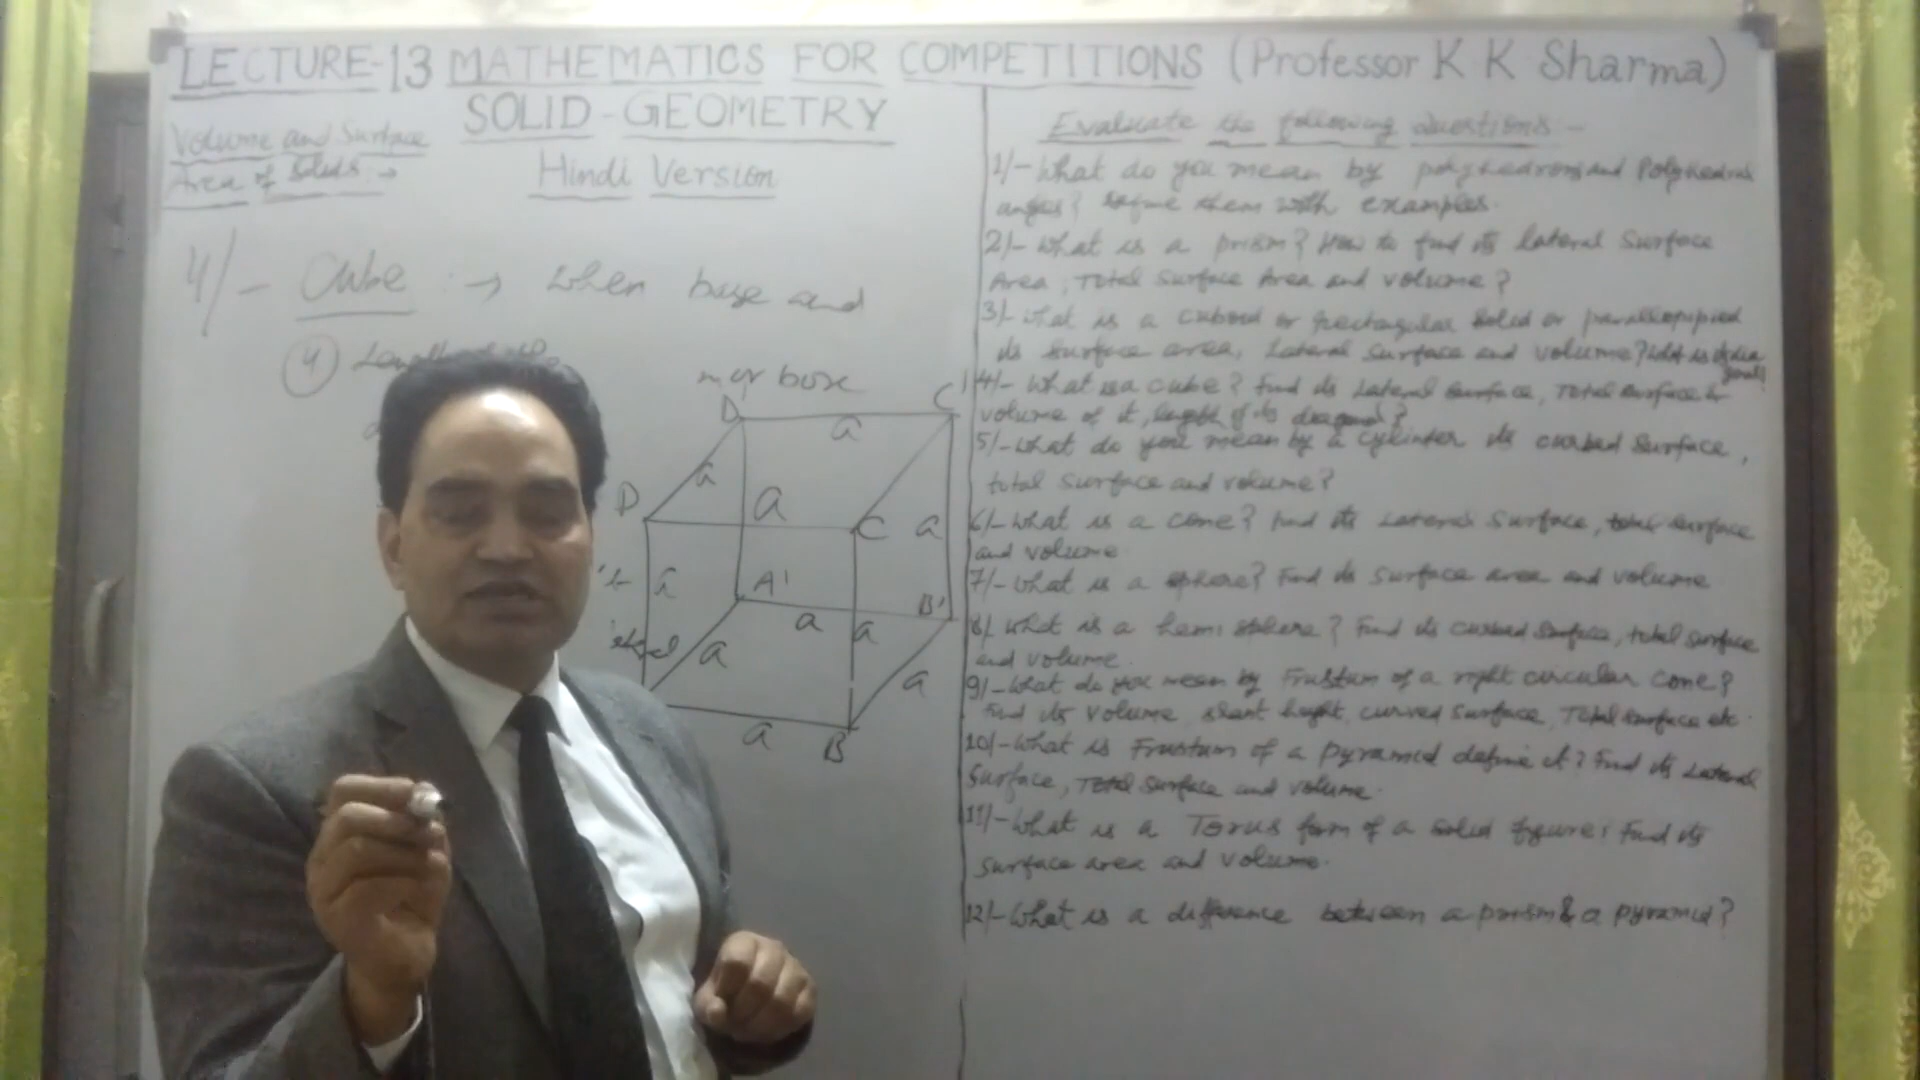 LECTURE-13 MATHEMATICS FOR COMPETITIONS (Professor K K Sharma)
SOLID-GEOMETRY
Volume and Surface
Area of Solids →
Hindi Version
4/- Cube :→ when base and
4
base
D
C'
a
a
D
a
C
a
a
A'
B'
a
a
a
a
a
B
Evaluate the following questions -
1/- What do you mean by polyhedrons and Polyhedral
angles? define them with examples.
2/- What is a prism? How to find its lateral Surface
Area, Total Surface Area and volume?
3/- What is a cuboid or Rectangular Solid or parallopiped
its surface area, Lateral surface and volume?
4/- What is a cube? Find its Lateral surface, Total surface &
volume of it, length of its diagonal?
5/- What do you mean by a cylinter its curbed Surface,
total surface and volume?
6/- What is a cone? find its Lateral Surface, total surface
and volume
7/- What is a sphere? Find its surface area and volume
8/- What is a hemi sphere? Find its curbed surface, total surface
and volume.
9/- What do you mean by Frustum of a right circular cone?
Find its volume, slant height, curved surface, Total surface etc.
10/- What is Frustum of a pyramid define it? Find its Lateral
Surface, Total surface and volume.
11/- What is a Torus form of a solid figure? Find its
surface area and volume.
12/- What is a difference between a prism & a pyramid?